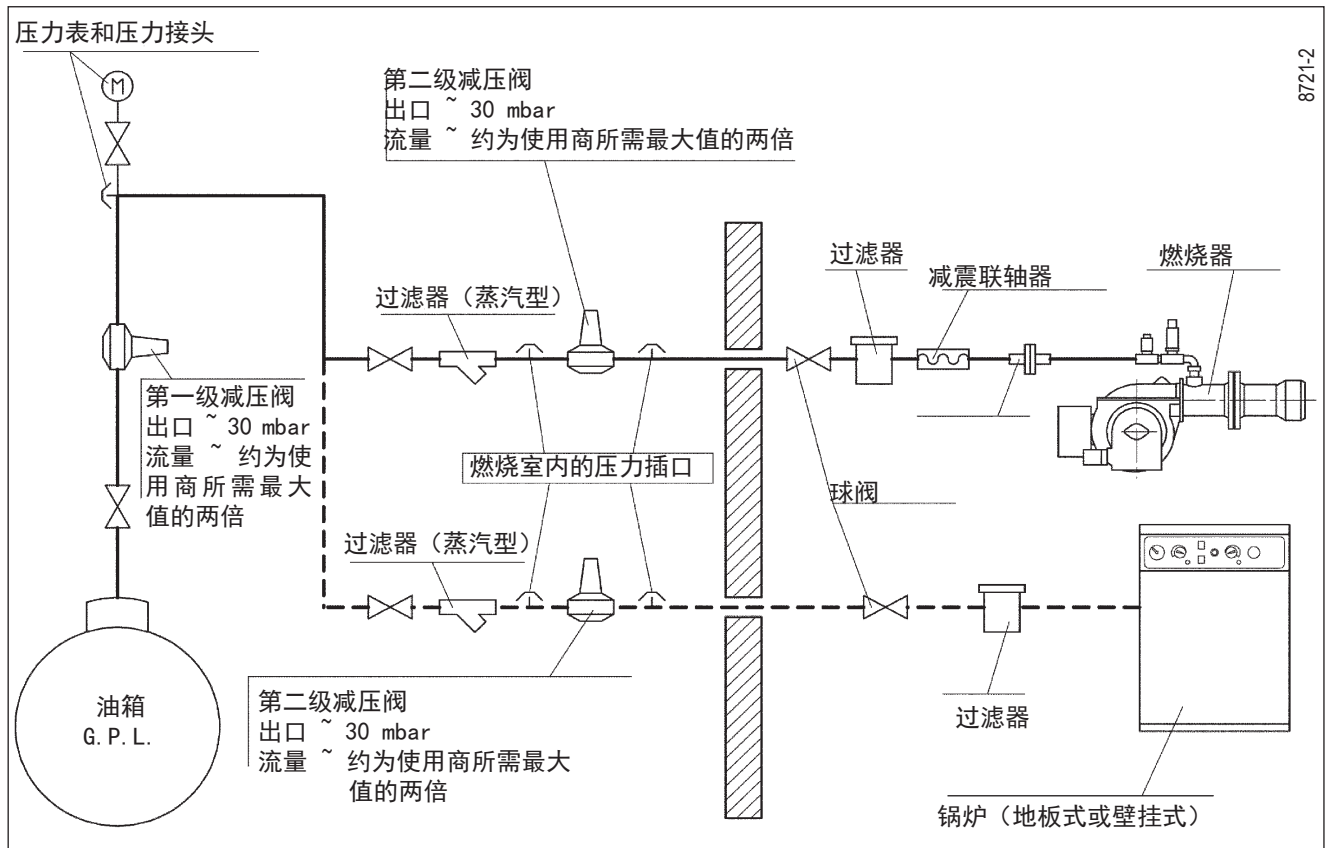 压力表和压力接头
M
8721-2
第二级减压阀
出口 ~ 30 mbar
流量 ~ 约为使用商所需最大值的两倍
过滤器
燃烧器
减震联轴器
过滤器（蒸汽型）
第一级减压阀
出口 ~ 30 mbar
流量 ~ 约为使
用商所需最大
值的两倍
燃烧室内的压力插口
球阀
过滤器（蒸汽型）
油箱
G.P.L.
第二级减压阀
出口 ~ 30 mbar
流量 ~ 约为使用商所需最大
值的两倍
过滤器
锅炉（地板式或壁挂式）